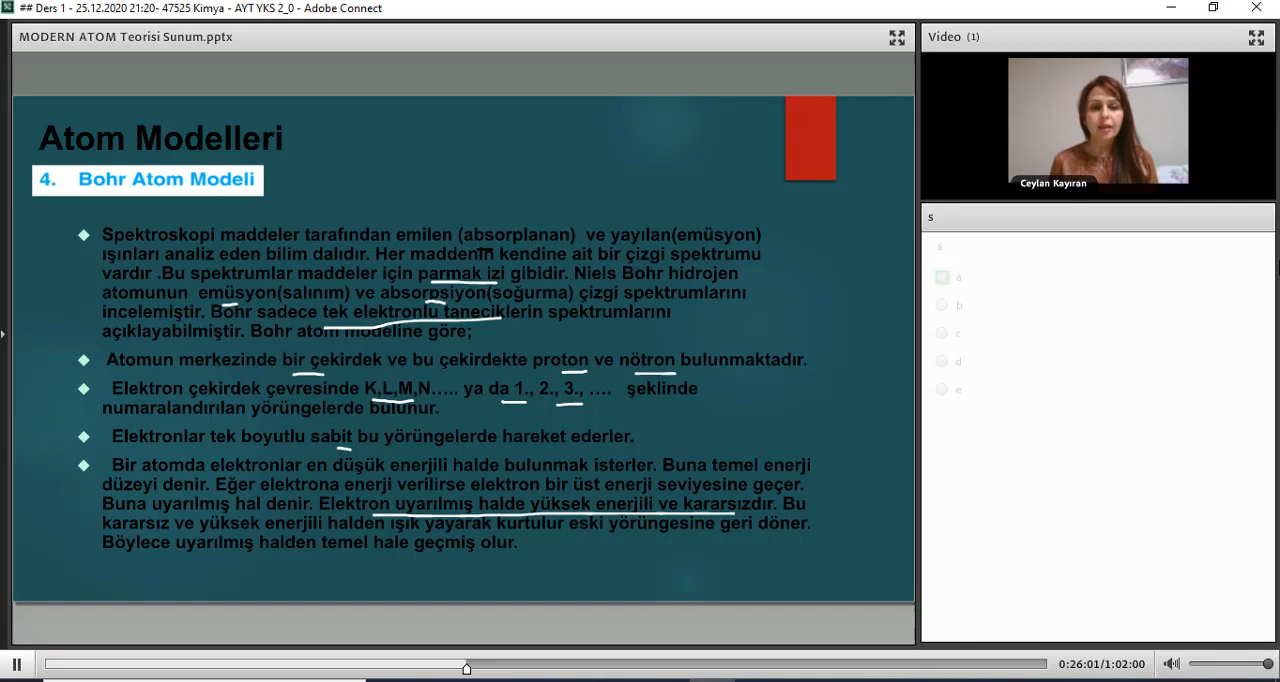 ## Ders 1 - 25.12.2020 21:20- 47525 Kimya - AYT YKS 2_0 - Adobe Connect
MODERN ATOM Teorisi Sunum.pptx
Atom Modelleri
4. Bohr Atom Modeli
Spektroskopi maddeler tarafından emilen (absorplanan) ve yayılan(emüsyon)
ışınları analiz eden bilim dalıdır. Her maddenin kendine ait bir çizgi spektrumu
vardır .Bu spektrumlar maddeler için parmak izi gibidir. Niels Bohr hidrojen
atomunun emüsyon(salınım) ve absorpsiyon(soğurma) çizgi spektrumlarını
incelemiştir. Bohr sadece tek elektronlu taneciklerin spektrumlarını
açıklayabilmiştir. Bohr atom modeline göre;
Atomun merkezinde bir çekirdek ve bu çekirdekte proton ve nötron bulunmaktadır.
Elektron çekirdek çevresinde K,L,M,N….. ya da 1., 2., 3., …. şeklinde
numaralandırılan yörüngelerde bulunur.
Elektronlar tek boyutlu sabit bu yörüngelerde hareket ederler.
Bir atomda elektronlar en düşük enerjili halde bulunmak isterler. Buna temel enerji
düzeyi denir. Eğer elektrona enerji verilirse elektron bir üst enerji seviyesine geçer.
Buna uyarılmış hal denir. Elektron uyarılmış halde yüksek enerjili ve kararsızdır. Bu
kararsız ve yüksek enerjili halden ışık yayarak kurtulur eski yörüngesine geri döner.
Böylece uyarılmış halden temel hale geçmiş olur.
Video (1)
Ceylan Kayıran
s
s
a
b
c
d
e
0:26:01/1:02:00